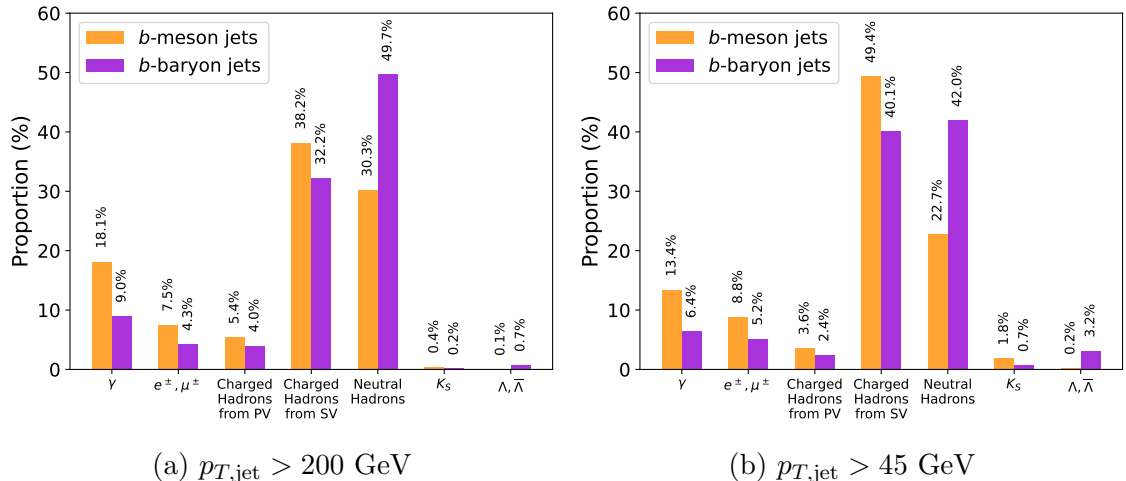 60
50
40
30
20
10
0
Proportion (%)
b-meson jets
b-baryon jets
18.1%
9.0%
7.5%
4.3%
5.4%
4.0%
38.2%
32.2%
30.3%
49.7%
0.4%
0.2%
0.1%
0.7%
γ
e±, μ±
Charged
Hadrons
from PV
Charged
Hadrons
from SV
Neutral
Hadrons
K_S
Λ, Λ̅
(a) p_{T,jet} > 200 GeV
60
50
40
30
20
10
0
Proportion (%)
b-meson jets
b-baryon jets
13.4%
6.4%
8.8%
5.2%
3.6%
2.4%
49.4%
40.1%
22.7%
42.0%
1.8%
0.7%
0.2%
3.2%
γ
e±, μ±
Charged
Hadrons
from PV
Charged
Hadrons
from SV
Neutral
Hadrons
K_S
Λ, Λ̅
(b) p_{T,jet} > 45 GeV